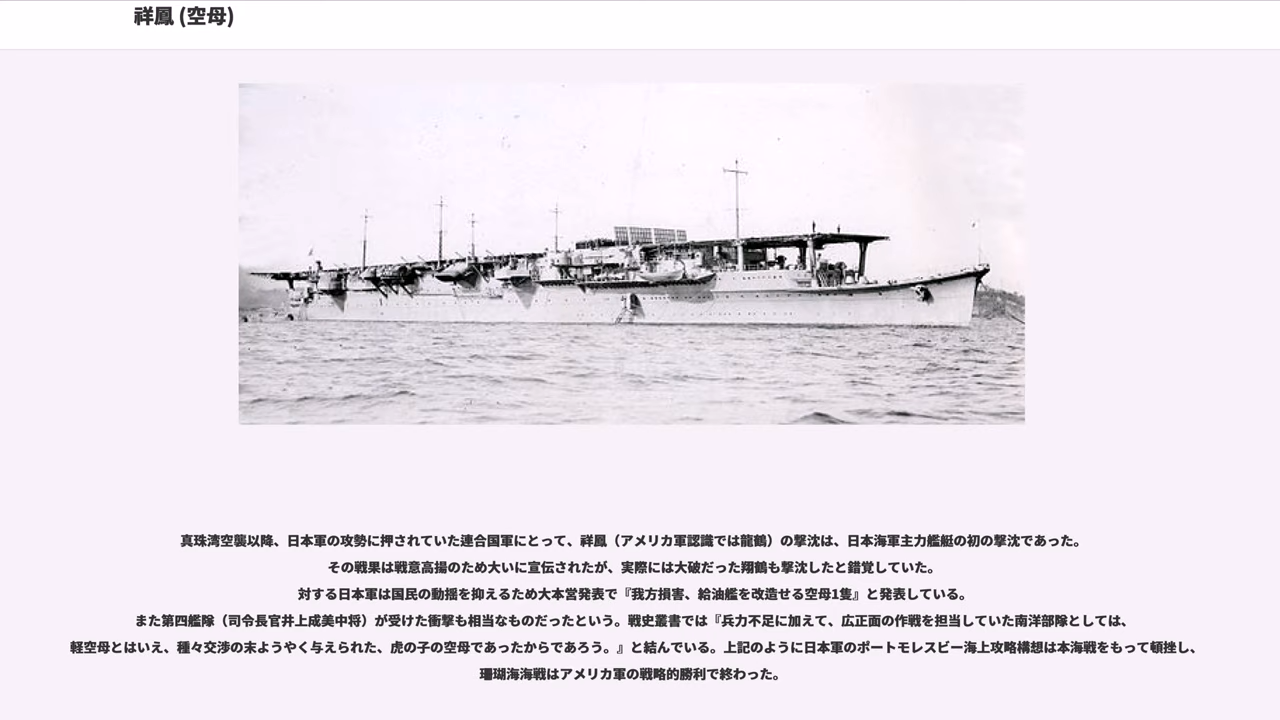 祥鳳 (空母)
真珠湾空襲以降、日本軍の攻勢に押されていた連合国軍にとって、祥鳳（アメリカ軍認識では龍鶴）の撃沈は、日本海軍主力艦艇の初の撃沈であった。
その戦果は戦意高揚のため大いに宣伝されたが、実際には大破だった翔鶴も撃沈したと錯覚していた。
対する日本軍は国民の動揺を抑えるため大本営発表で『我方損害、給油艦を改造せる空母1隻』と発表している。
また第四艦隊（司令長官井上成美中将）が受けた衝撃も相当なものだったという。戦史叢書では『兵力不足に加えて、広正面の作戦を担当していた南洋部隊としては、
軽空母とはいえ、種々交渉の末ようやく与えられた、虎の子の空母であったからであろう。』と結んでいる。上記のように日本軍のポートモレスビー海上攻略構想は本海戦をもって頓挫し、
珊瑚海海戦はアメリカ軍の戦略的勝利で終わった。